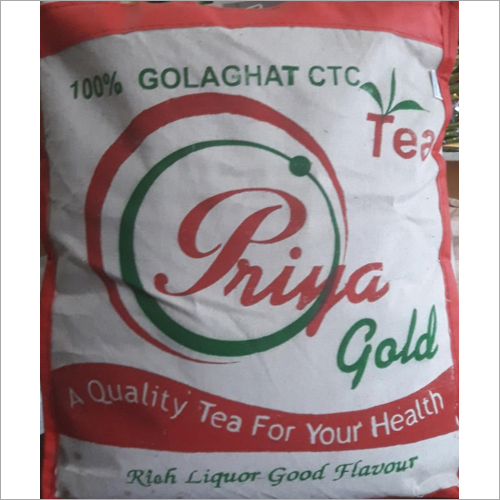 100% GOLAGHAT CTC
Tea
Priya
Gold
A Quality Tea For Your Health
Rich Liquor Good Flavour